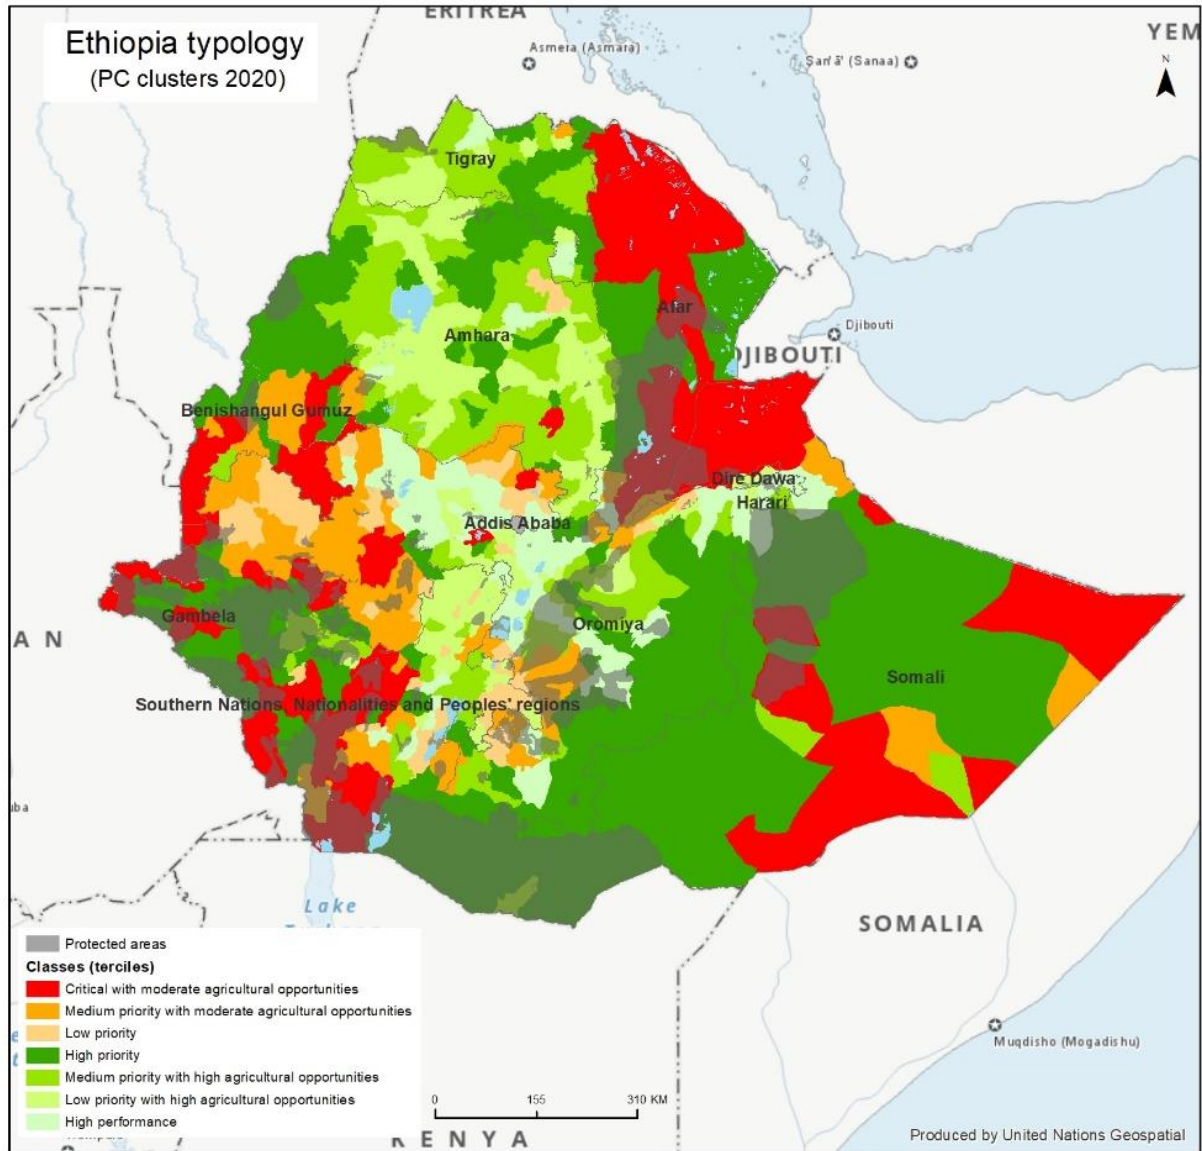 Ethiopia typology
(PC clusters 2020)
ERITREA
YEM
Asmera (Asmara)
Ṣan'ā' (Sanaa)
N
Tigray
Afar
Djibouti
DJIBOUTI
Amhara
Benishangul Gumuz
Dire Dawa
Harari
Addis Ababa
Gambela
Oromiya
AN
Somali
Southern Nations, Nationalities and Peoples' regions
uba
Lake
SOMALIA
Muqdisho (Mogadishu)
Protected areas
Classes (terciles)
Critical with moderate agricultural opportunities
Medium priority with moderate agricultural opportunities
Low priority
High priority
Medium priority with high agricultural opportunities
Low priority with high agricultural opportunities
High performance
0 155 310 KM
KENYA
Produced by United Nations Geospatial